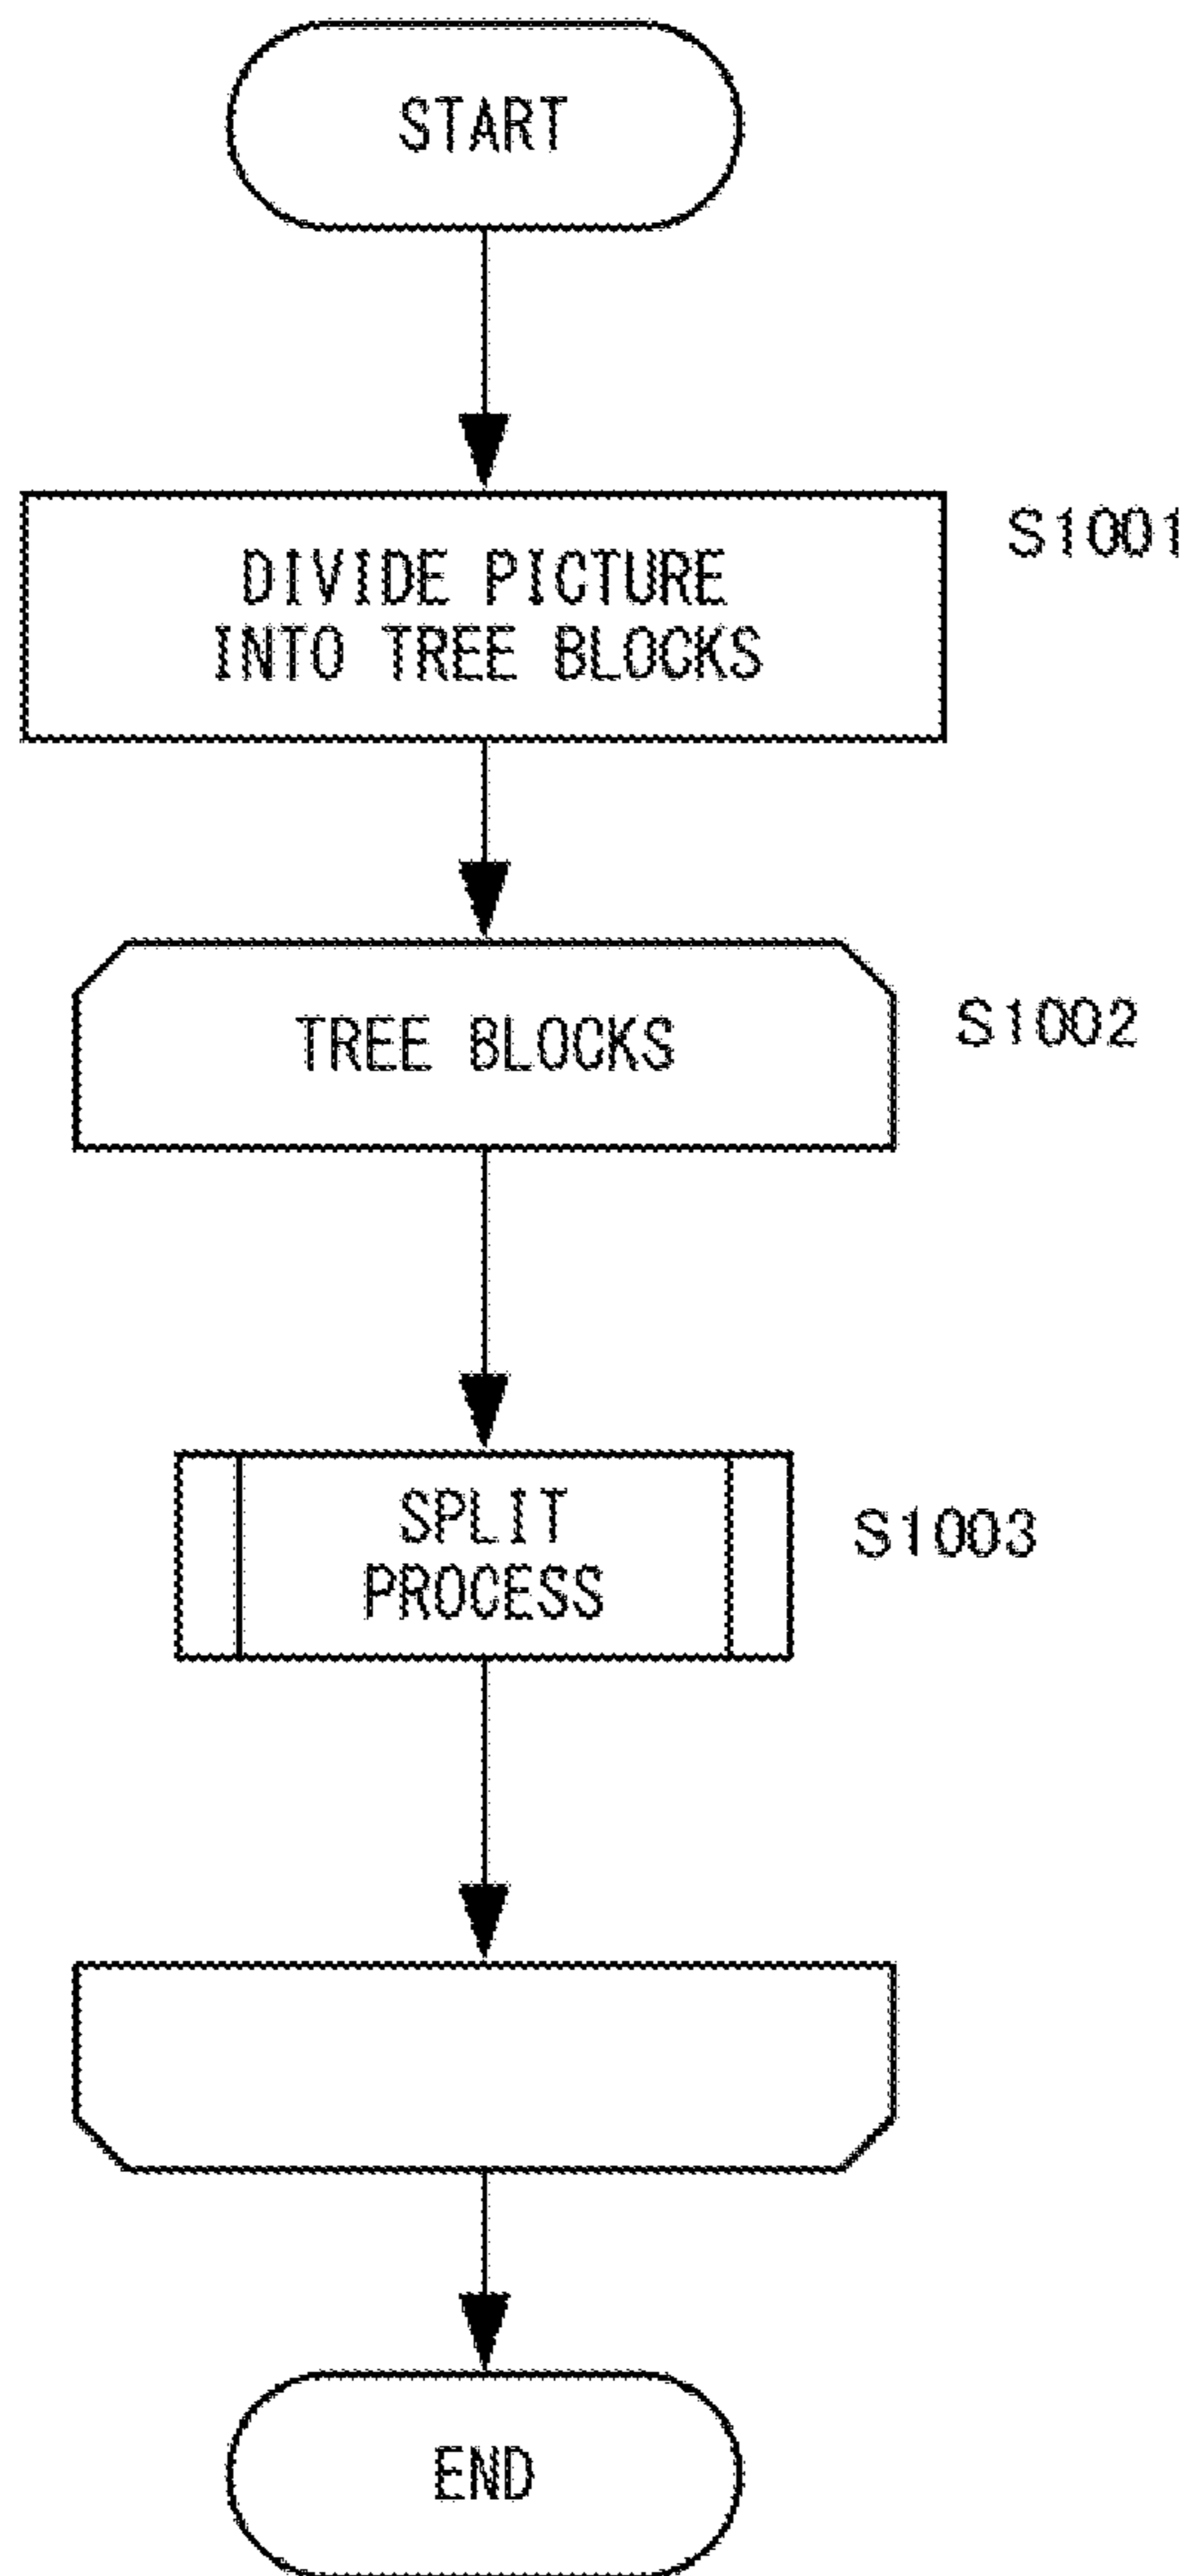 START
DIVIDE PICTURE
INTO TREE BLOCKS
S1001
TREE BLOCKS
S1002
SPLIT
PROCESS
S1003
END